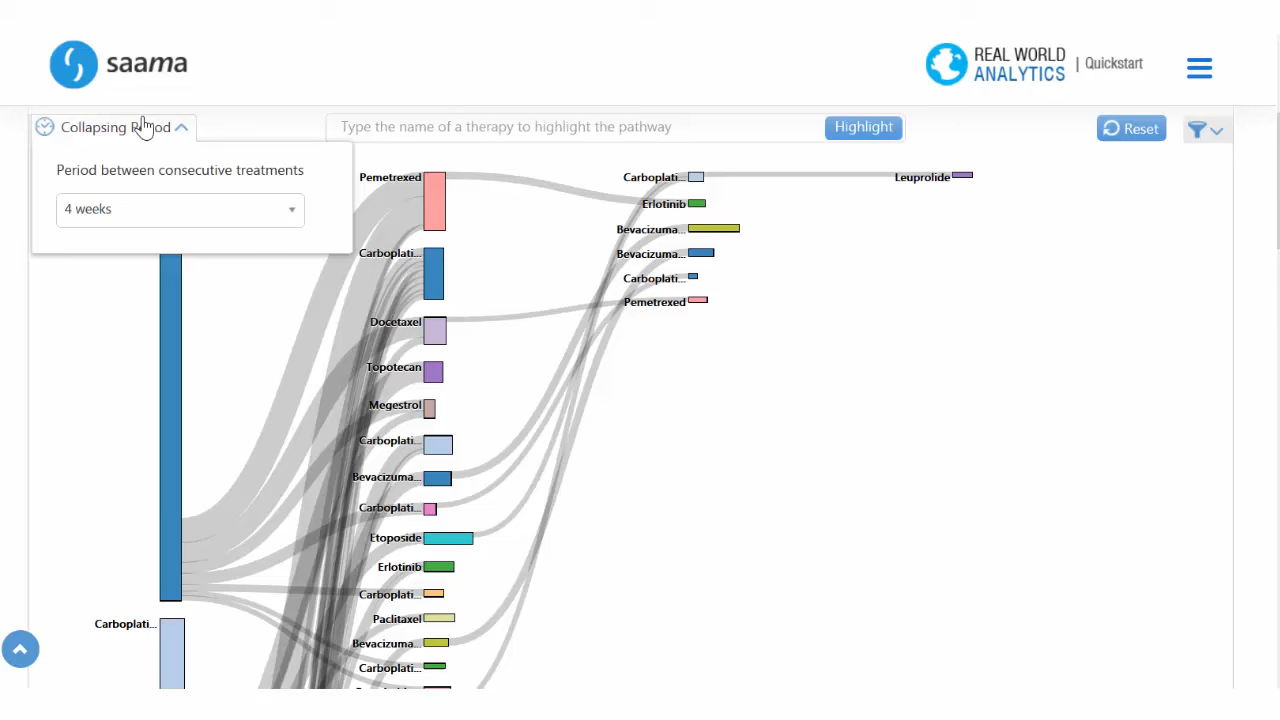 saama
REAL WORLD
ANALYTICS | Quickstart
Collapsing Period
Type the name of a therapy to highlight the pathway
Highlight
Reset
Period between consecutive treatments
4 weeks
Pemetrexed
Carboplati...
Docetaxel
Topotecan
Megestrol
Carboplati...
Bevacizuma...
Carboplati...
Etoposide
Erlotinib
Carboplati...
Paclitaxel
Bevacizuma...
Carboplati...
Carboplati...
Erlotinib
Bevacizuma...
Bevacizuma...
Carboplati...
Pemetrexed
Leuprolide
Carboplati...